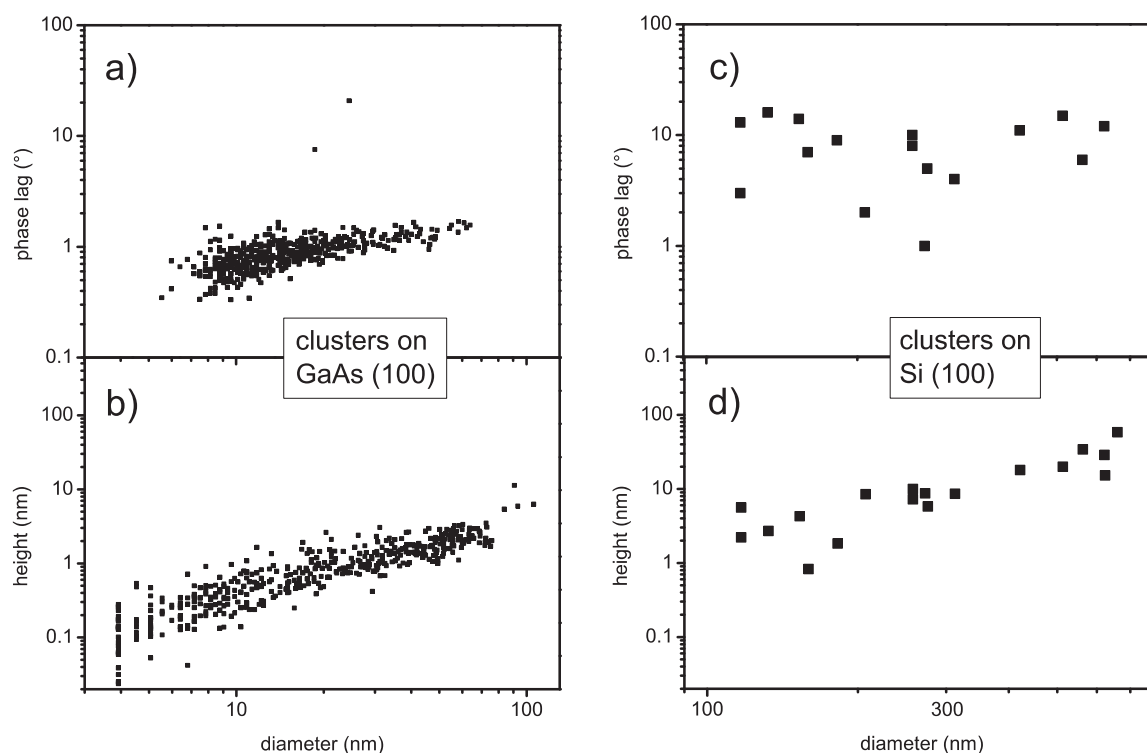 100
10
1
0.1
phase lag (°)
a)
clusters on
GaAs (100)
100
10
1
0.1
height (nm)
b)
10
100
diameter (nm)
100
10
1
0.1
phase lag (°)
c)
clusters on
Si (100)
100
10
1
0.1
height (nm)
d)
100
300
diameter (nm)